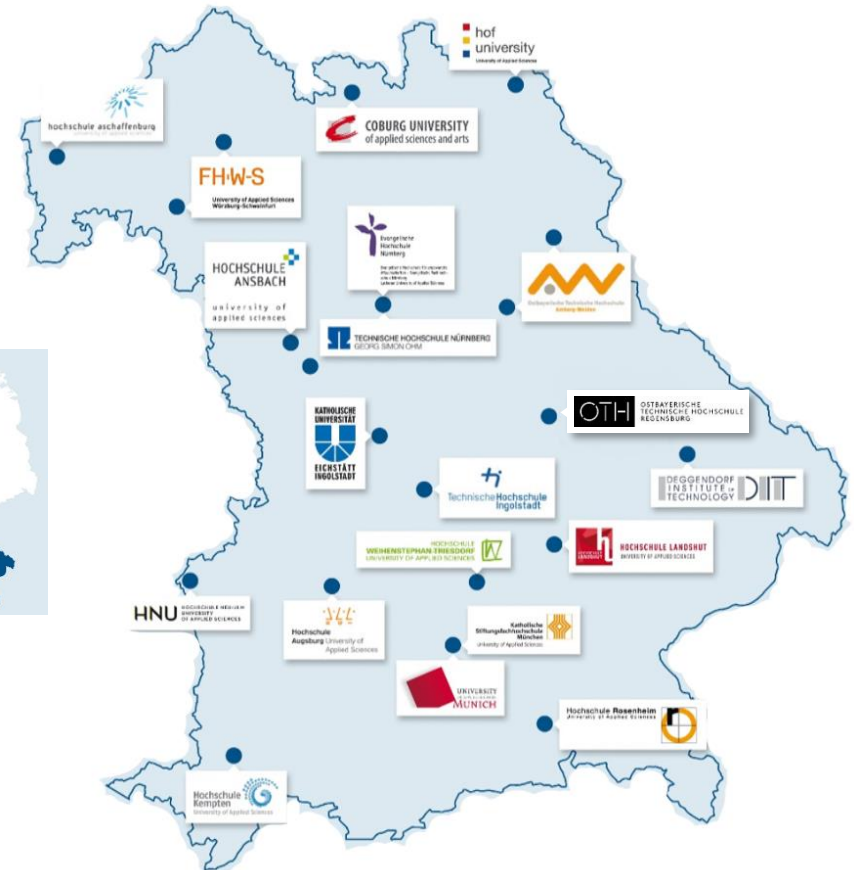 hof
university
University of Applied Sciences
hochschule aschaffenburg
university of applied sciences
COBURG UNIVERSITY
of applied sciences and arts
FH·W-S
University of Applied Sciences
Würzburg-Schweinfurt
Evangelische
Hochschule
Nürnberg
HOCHSCHULE
ANSBACH
university of
applied sciences
Ostbayerische Technische Hochschule
Amberg-Weiden
TECHNISCHE HOCHSCHULE NÜRNBERG
GEORG SIMON OHM
KATHOLISCHE
UNIVERSITÄT
EICHSTÄTT
INGOLSTADT
OTH
OSTBAYERISCHE
TECHNISCHE HOCHSCHULE
REGENSBURG
Technische Hochschule
Ingolstadt
DEGGENDORF
INSTITUTE OF
TECHNOLOGY
DIT
HOCHSCHULE
WEIHENSTEPHAN-TRIESDORF
UNIVERSITY OF APPLIED SCIENCES
HOCHSCHULE LANDSHUT
UNIVERSITY OF APPLIED SCIENCES
HNU
HOCHSCHULE NEU-ULM
UNIVERSITY
OF APPLIED SCIENCES
Hochschule
Augsburg University of
Applied Sciences
Katholische
Stiftungsfachhochschule
München
University of Applied Sciences
UNIVERSITY
MUNICH
Hochschule Rosenheim
University of Applied Sciences
Hochschule
Kempten
University of Applied Sciences